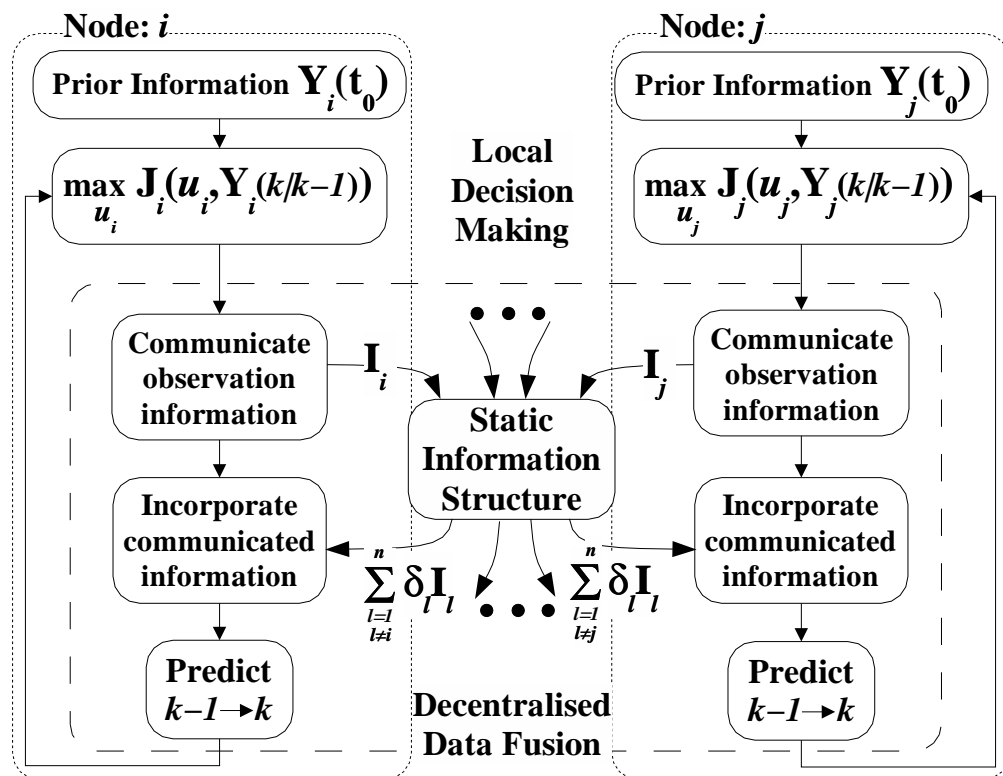 Node: i
Prior Information Y_i(t_0)
max J_i(u_i,Y_i(k/k−1))
u_i
Communicate
observation
information
I_i
Incorporate
communicated
information
n
∑ δ_l I_l
l=1
l≠i
Predict
k−1→k
Local
Decision
Making
• • •
Static
Information
Structure
• • •
Decentralised
Data Fusion
Node: j
Prior Information Y_j(t_0)
max J_j(u_j,Y_j(k/k−1))
u_j
Communicate
observation
information
I_j
Incorporate
communicated
information
n
∑ δ_l I_l
l=1
l≠j
Predict
k−1→k